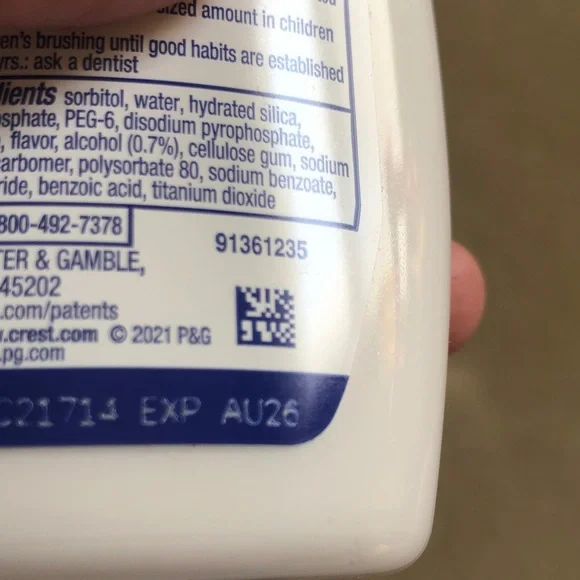 sized amount in children
en's brushing until good habits are established
yrs.: ask a dentist
dients sorbitol, water, hydrated silica,
sphate, PEG-6, disodium pyrophosphate,
, flavor, alcohol (0.7%), cellulose gum, sodium
carbomer, polysorbate 80, sodium benzoate,
ride, benzoic acid, titanium dioxide
800-492-7378
91361235
TER & GAMBLE,
45202
.com/patents
w.crest.com © 2021 P&G
.pg.com
C21714 EXP AU26